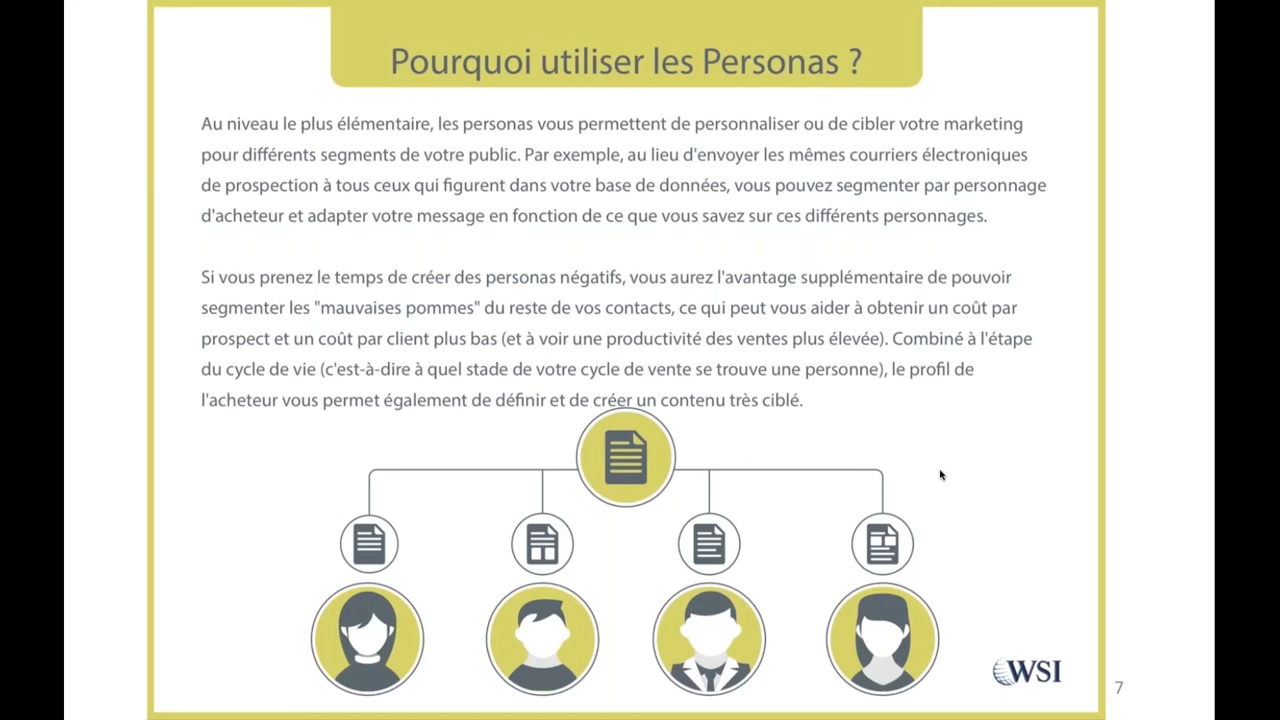 Pourquoi utiliser les Personas ?
Au niveau le plus élémentaire, les personas vous permettent de personnaliser ou de cibler votre marketing
pour différents segments de votre public. Par exemple, au lieu d'envoyer les mêmes courriers électroniques
de prospection à tous ceux qui figurent dans votre base de données, vous pouvez segmenter par personnage
d'acheteur et adapter votre message en fonction de ce que vous savez sur ces différents personnages.
Si vous prenez le temps de créer des personas négatifs, vous aurez l'avantage supplémentaire de pouvoir
segmenter les "mauvaises pommes" du reste de vos contacts, ce qui peut vous aider à obtenir un coût par
prospect et un coût par client plus bas (et à voir une productivité des ventes plus élevée). Combiné à l'étape
du cycle de vie (c'est-à-dire à quel stade de votre cycle de vente se trouve une personne), le profil de
l'acheteur vous permet également de définir et de créer un contenu très ciblé.
WSI
7